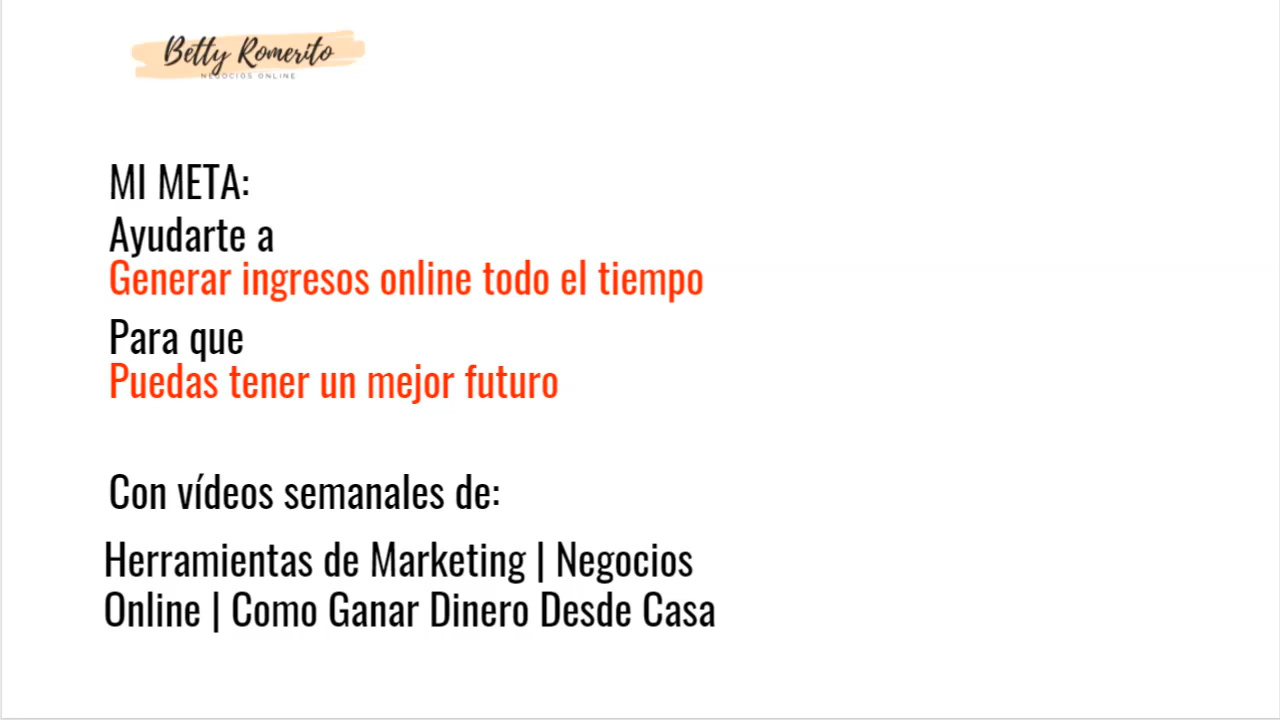 Betty Romerito
NEGOCIOS ONLINE
MI META:
Ayudarte a
Generar ingresos online todo el tiempo
Para que
Puedas tener un mejor futuro
Con vídeos semanales de:
Herramientas de Marketing | Negocios
Online | Como Ganar Dinero Desde Casa